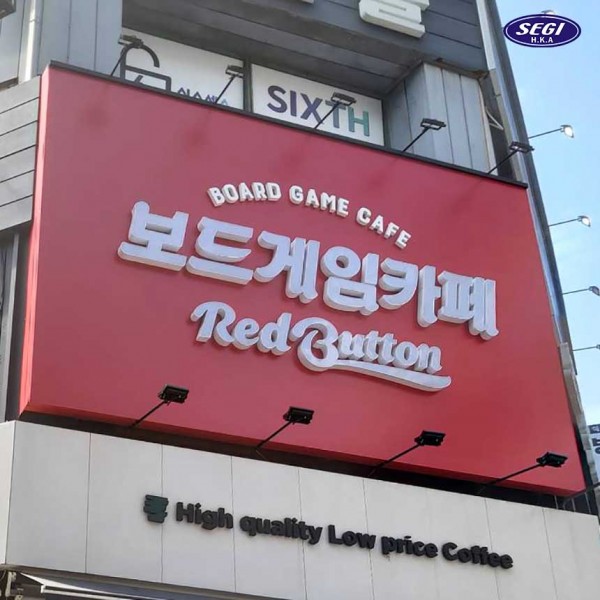 SEGI
H.K.A
SIXTH
BOARD GAME CAFE
보드게임카페
Red Button
High quality Low price Coffee